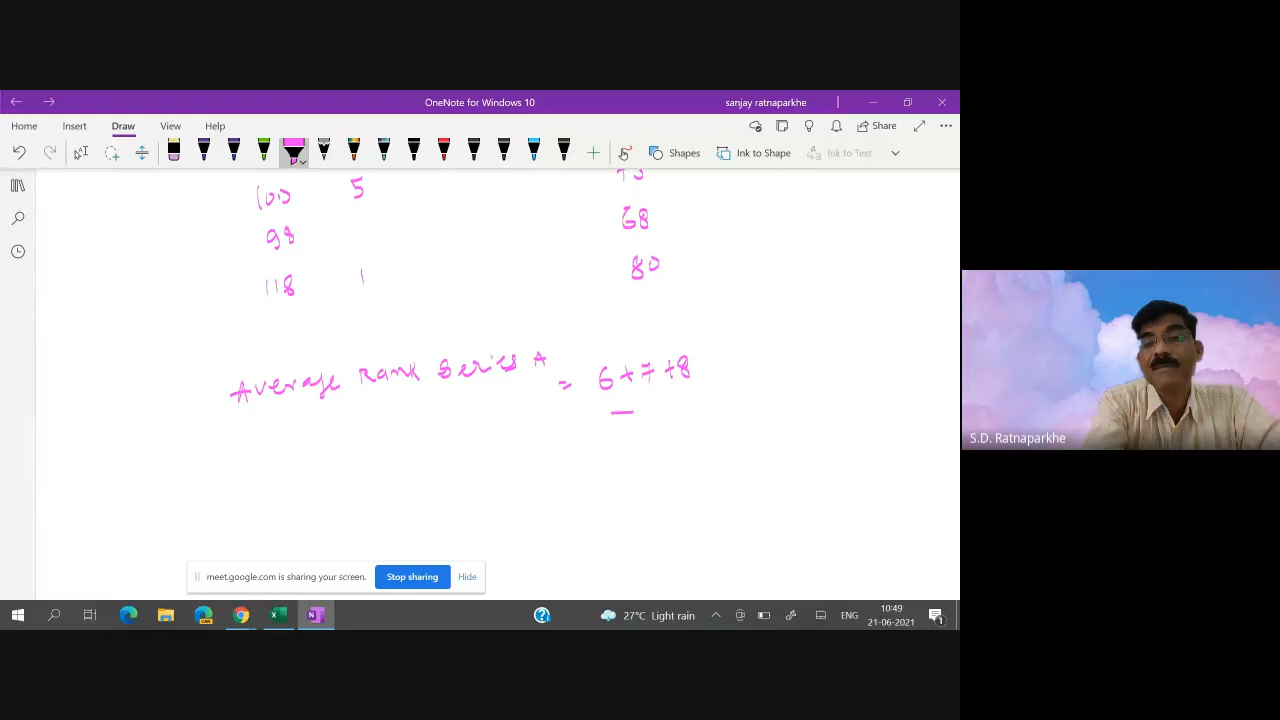 OneNote for Windows 10
sanjay ratnaparkhe
Home Insert Draw View Help
Share
Shapes
Ink to Shape
Ink to Text
100 5
68
98
80
118 1
Average Rank Series A = 6+7+8
S.D. Ratnaparkhe
meet.google.com is sharing your screen. Stop sharing Hide
27°C Light rain
ENG
10:49
21-06-2021